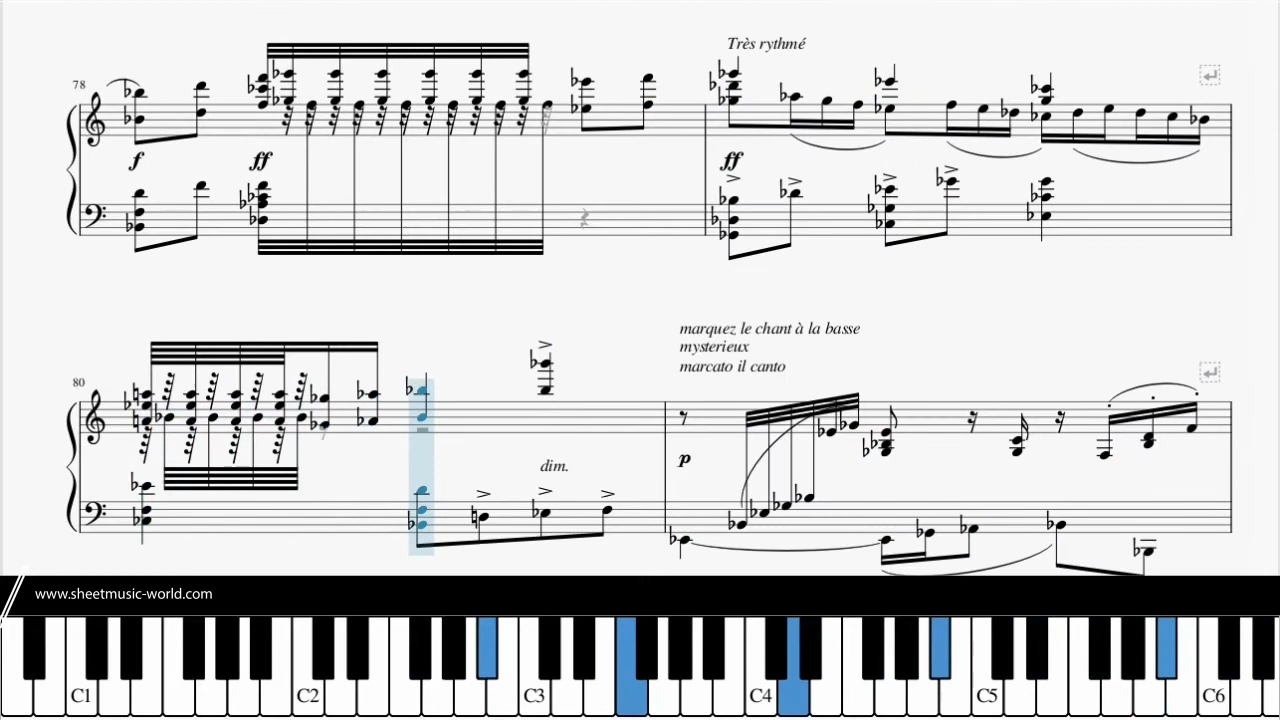 Très rythmé
78
f
ff
ff
marquez le chant à la basse
mysterieux
marcato il canto
80
dim.
p
www.sheetmusic-world.com
C1 C2 C3 C4 C5 C6